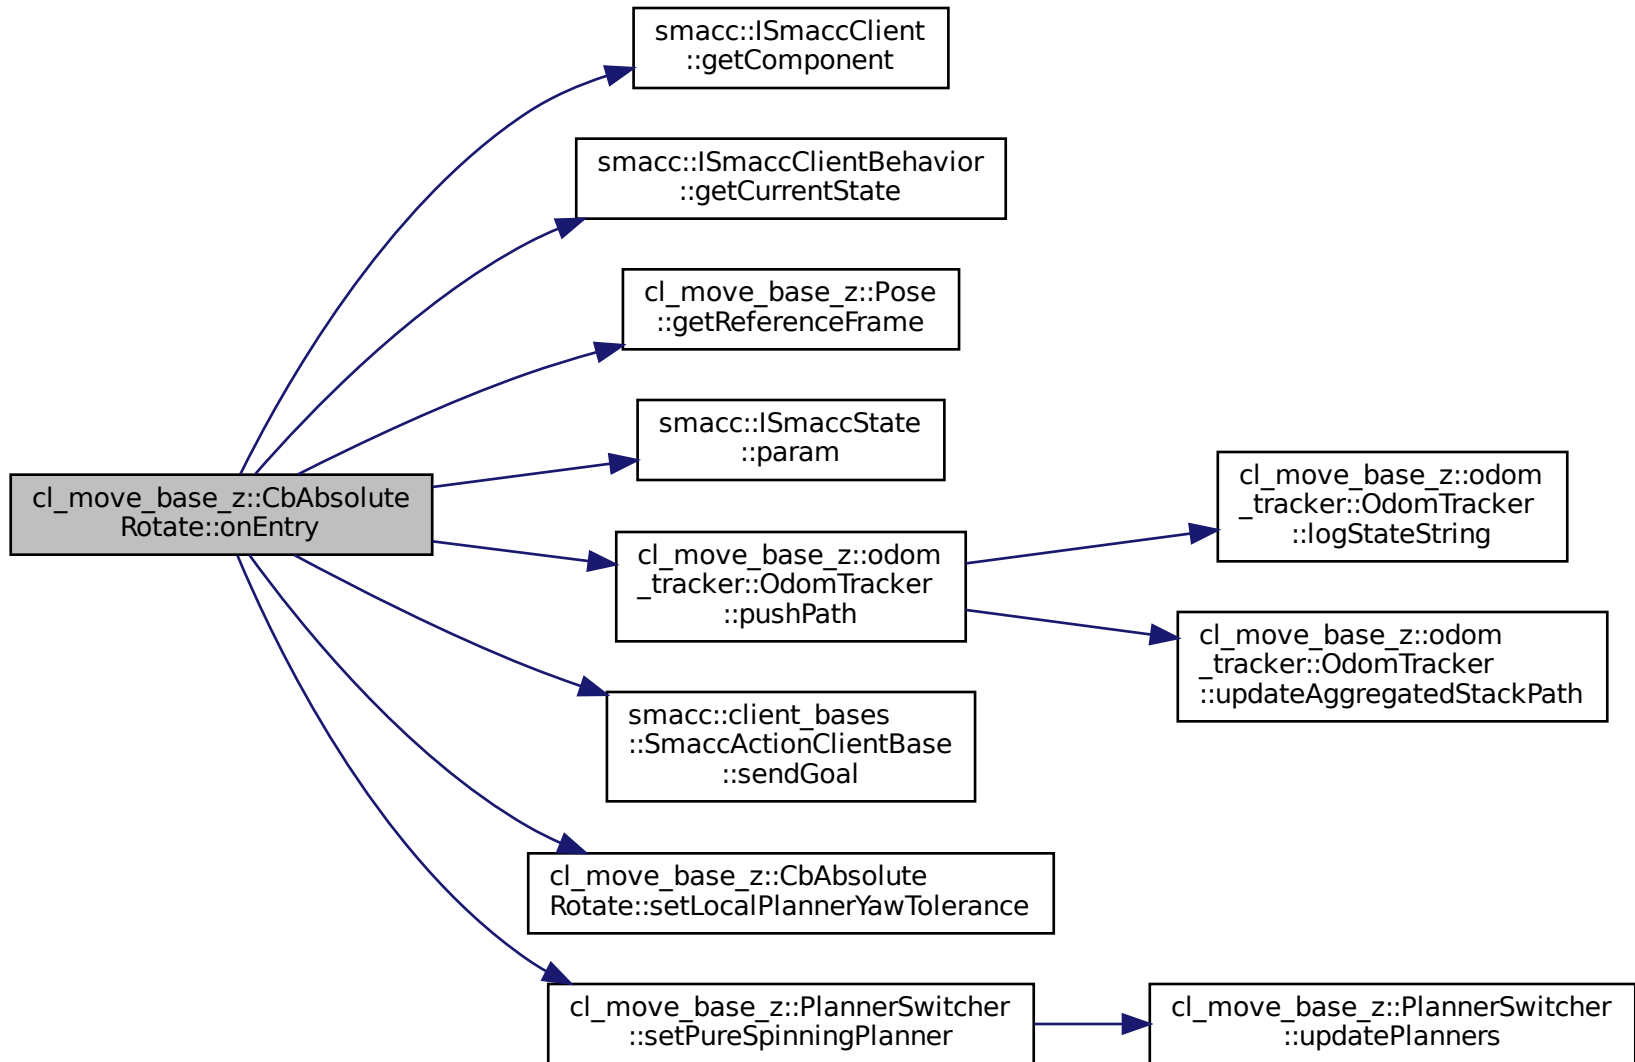 smacc::ISmaccClient
::getComponent
smacc::ISmaccClientBehavior
::getCurrentState
cl_move_base_z::Pose
::getReferenceFrame
smacc::ISmaccState
::param
cl_move_base_z::CbAbsolute
Rotate::onEntry
cl_move_base_z::odom
_tracker::OdomTracker
::pushPath
cl_move_base_z::odom
_tracker::OdomTracker
::logStateString
cl_move_base_z::odom
_tracker::OdomTracker
::updateAggregatedStackPath
smacc::client_bases
::SmaccActionClientBase
::sendGoal
cl_move_base_z::CbAbsolute
Rotate::setLocalPlannerYawTolerance
cl_move_base_z::PlannerSwitcher
::setPureSpinningPlanner
cl_move_base_z::PlannerSwitcher
::updatePlanners